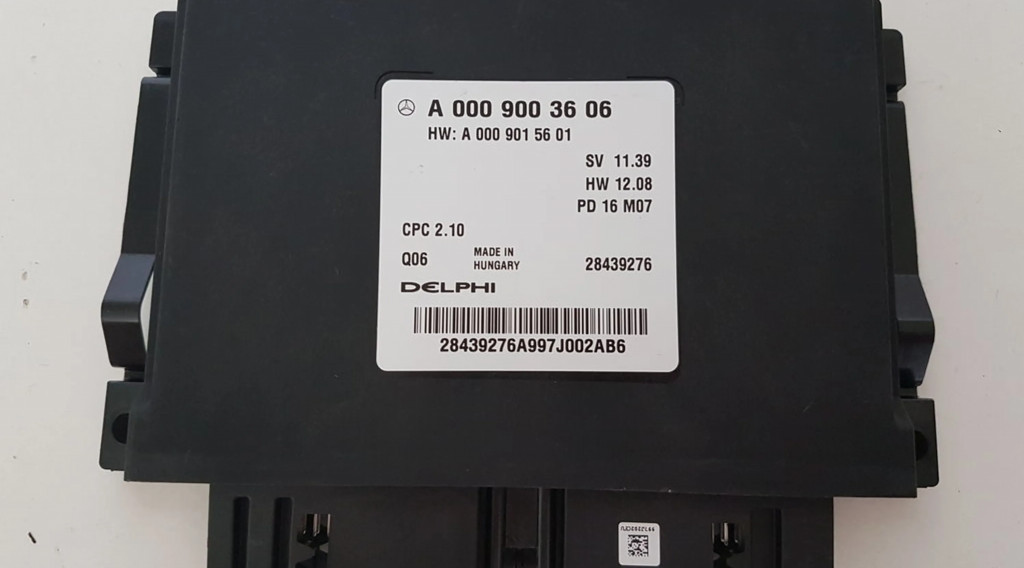 A 000 900 36 06
HW: A 000 901 56 01
SV 11.39
HW 12.08
PD 16 M07
CPC 2.10
Q06 MADE IN HUNGARY 28439276
DELPHI
28439276A997J002AB6